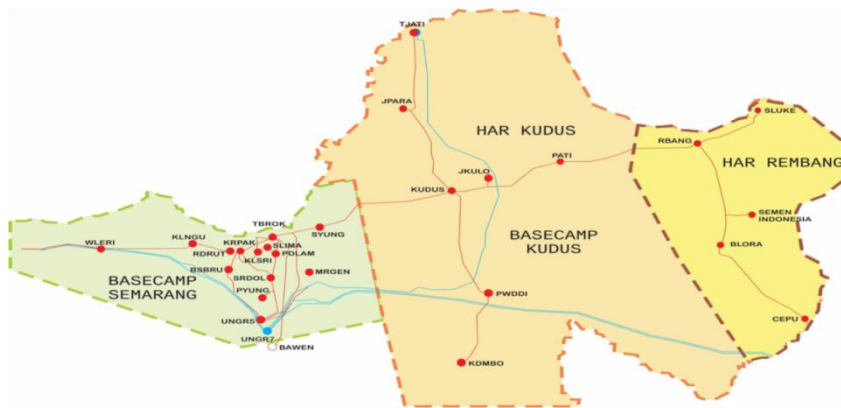 TJATI
JPARA
HAR KUDUS
SLUKE
RBANG
HAR REMBANG
PATI
JKULO
KUDUS
SEMEN
INDONESIA
TBROK
SYUNG
BASECAMP
KUDUS
BLORA
KLNGU
WLERI
KRPAK
SLIMA
RDRUT
PDLAM
KLSRI
BSBRU
MRGEN
SRDOL
BASECAMP
SEMARANG
PYUNG
PWDDI
UNGR5
CEPU
UNGR7
BAWEN
KDMBO